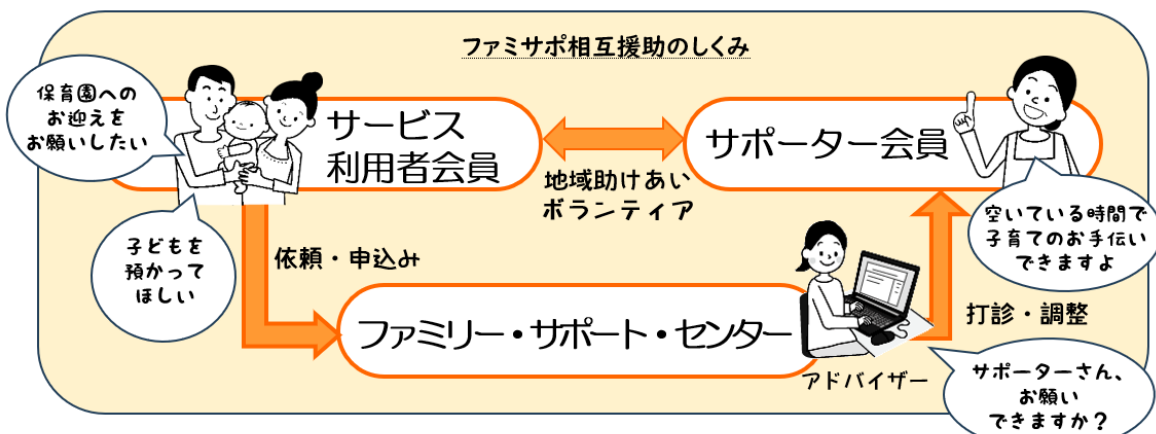 ファミサポ相互援助のしくみ
保育園への
お迎えを
お願いしたい
サービス
利用者会員
サポーター会員
地域助けあい
ボランティア
子どもを
預かって
ほしい
依頼・申込み
空いている時間で
子育てのお手伝い
できますよ
ファミリー・サポート・センター
打診・調整
アドバイザー
サポーターさん、
お願い
できますか？